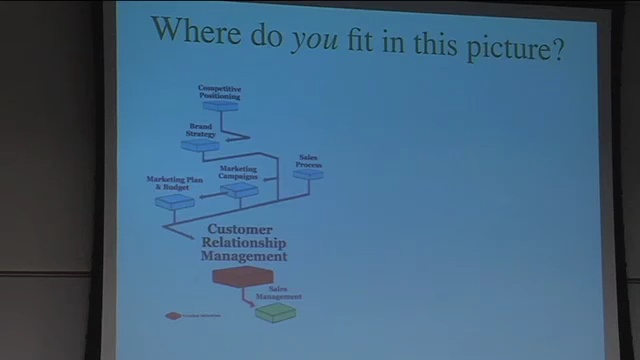 Where do you fit in this picture?
Competitive
Positioning
Brand
Strategy
Sales
Process
Marketing
Campaigns
Marketing Plan
& Budget
Customer
Relationship
Management
Sales
Management